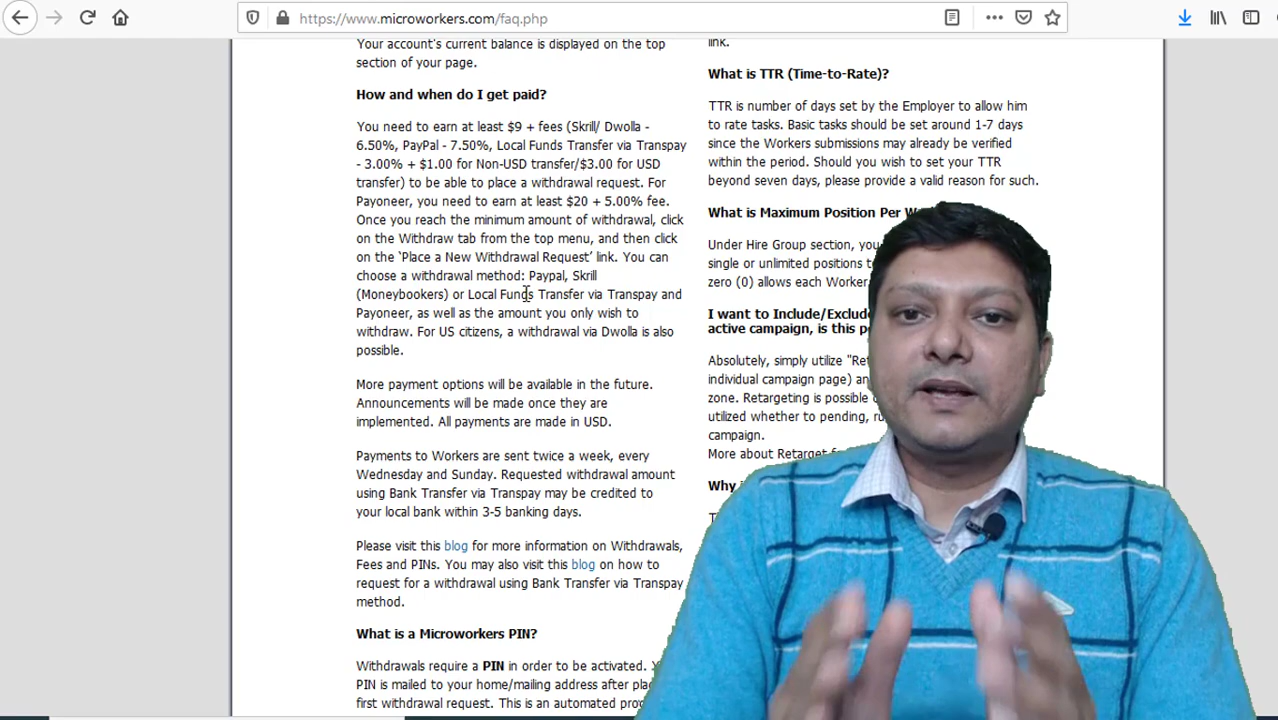 https://www.microworkers.com/faq.php
Your account's current balance is displayed on the top
section of your page.
How and when do I get paid?
You need to earn at least $9 + fees (Skrill/ Dwolla -
6.50%, PayPal - 7.50%, Local Funds Transfer via Transpay
- 3.00% + $1.00 for Non-USD transfer/$3.00 for USD
transfer) to be able to place a withdrawal request. For
Payoneer, you need to earn at least $20 + 5.00% fee.
Once you reach the minimum amount of withdrawal, click
on the Withdraw tab from the top menu, and then click
on the ‘Place a New Withdrawal Request’ link. You can
choose a withdrawal method: Paypal, Skrill
(Moneybookers) or Local Funds Transfer via Transpay and
Payoneer, as well as the amount you only wish to
withdraw. For US citizens, a withdrawal via Dwolla is also
possible.
More payment options will be available in the future.
Announcements will be made once they are
implemented. All payments are made in USD.
Payments to Workers are sent twice a week, every
Wednesday and Sunday. Requested withdrawal amount
using Bank Transfer via Transpay may be credited to
your local bank within 3-5 banking days.
Please visit this blog for more information on Withdrawals,
Fees and PINs. You may also visit this blog on how to
request for a withdrawal using Bank Transfer via Transpay
method.
What is a Microworkers PIN?
Withdrawals require a PIN in order to be activated.
PIN is mailed to your home/mailing address after
first withdrawal request. This is an automated
link.
What is TTR (Time-to-Rate)?
TTR is number of days set by the Employer to allow him
to rate tasks. Basic tasks should be set around 1-7 days
since the Workers submissions may already be verified
within the period. Should you wish to set your TTR
beyond seven days, please provide a valid reason for such.
What is Maximum Position Per
Under Hire Group section, you
single or unlimited positions
zero (0) allows each Worker
I want to Include/Exclude
active campaign, is this
Absolutely, simply utilize
individual campaign page)
zone. Retargeting is possible
utilized whether to pending,
campaign.
More about Retarget
Why